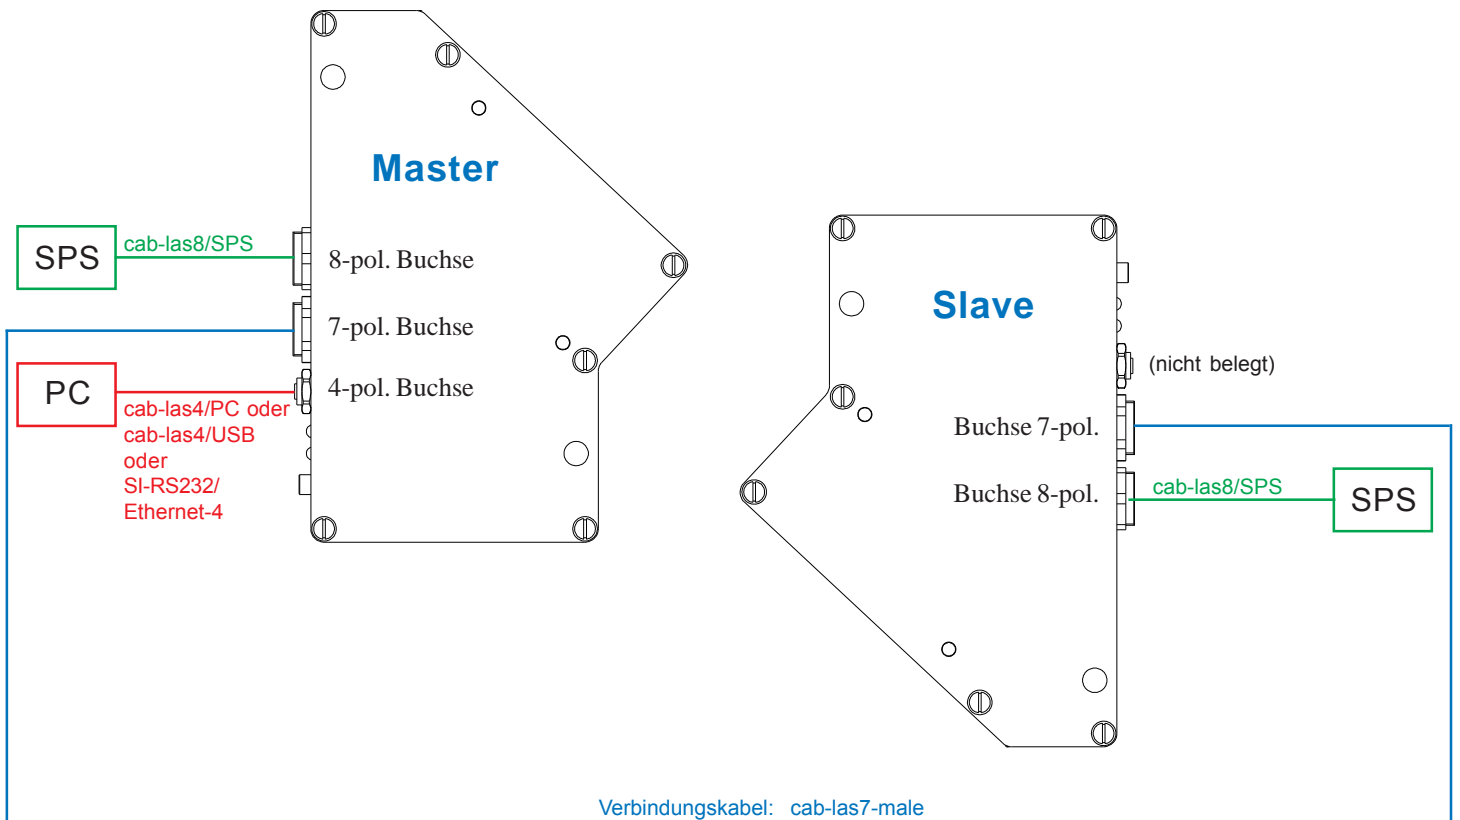 Master
SPS
cab-las8/SPS
8-pol. Buchse
7-pol. Buchse
PC
4-pol. Buchse
cab-las4/PC oder
cab-las4/USB
oder
SI-RS232/
Ethernet-4
Slave
(nicht belegt)
Buchse 7-pol.
Buchse 8-pol.
cab-las8/SPS
SPS
Verbindungskabel: cab-las7-male